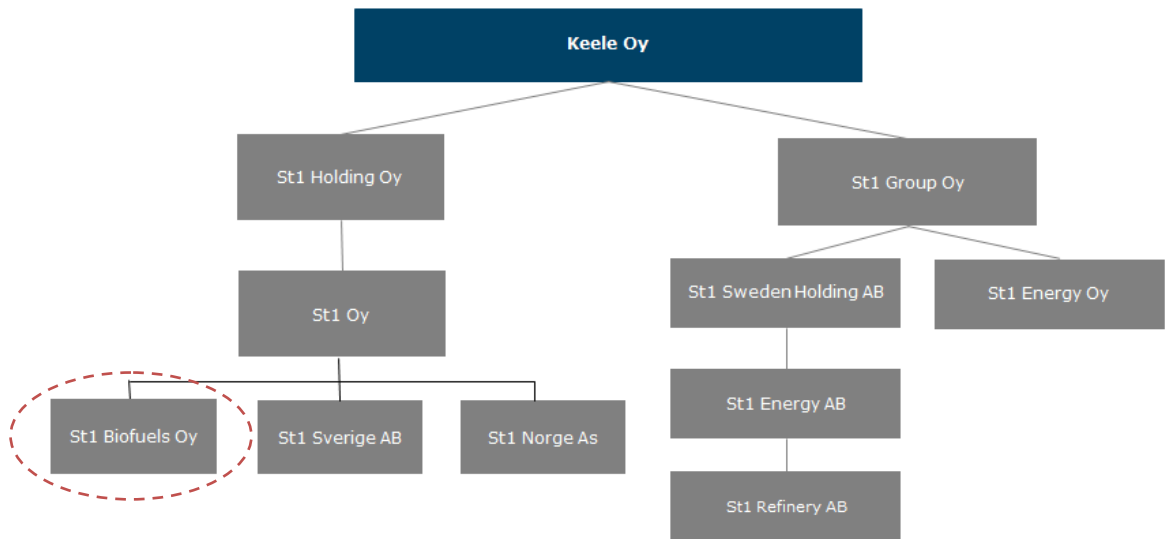 Keele Oy
St1 Holding Oy
St1 Group Oy
St1 Sweden Holding AB
St1 Energy Oy
St1 Oy
St1 Energy AB
St1 Biofuels Oy
St1 Sverige AB
St1 Norge As
St1 Refinery AB